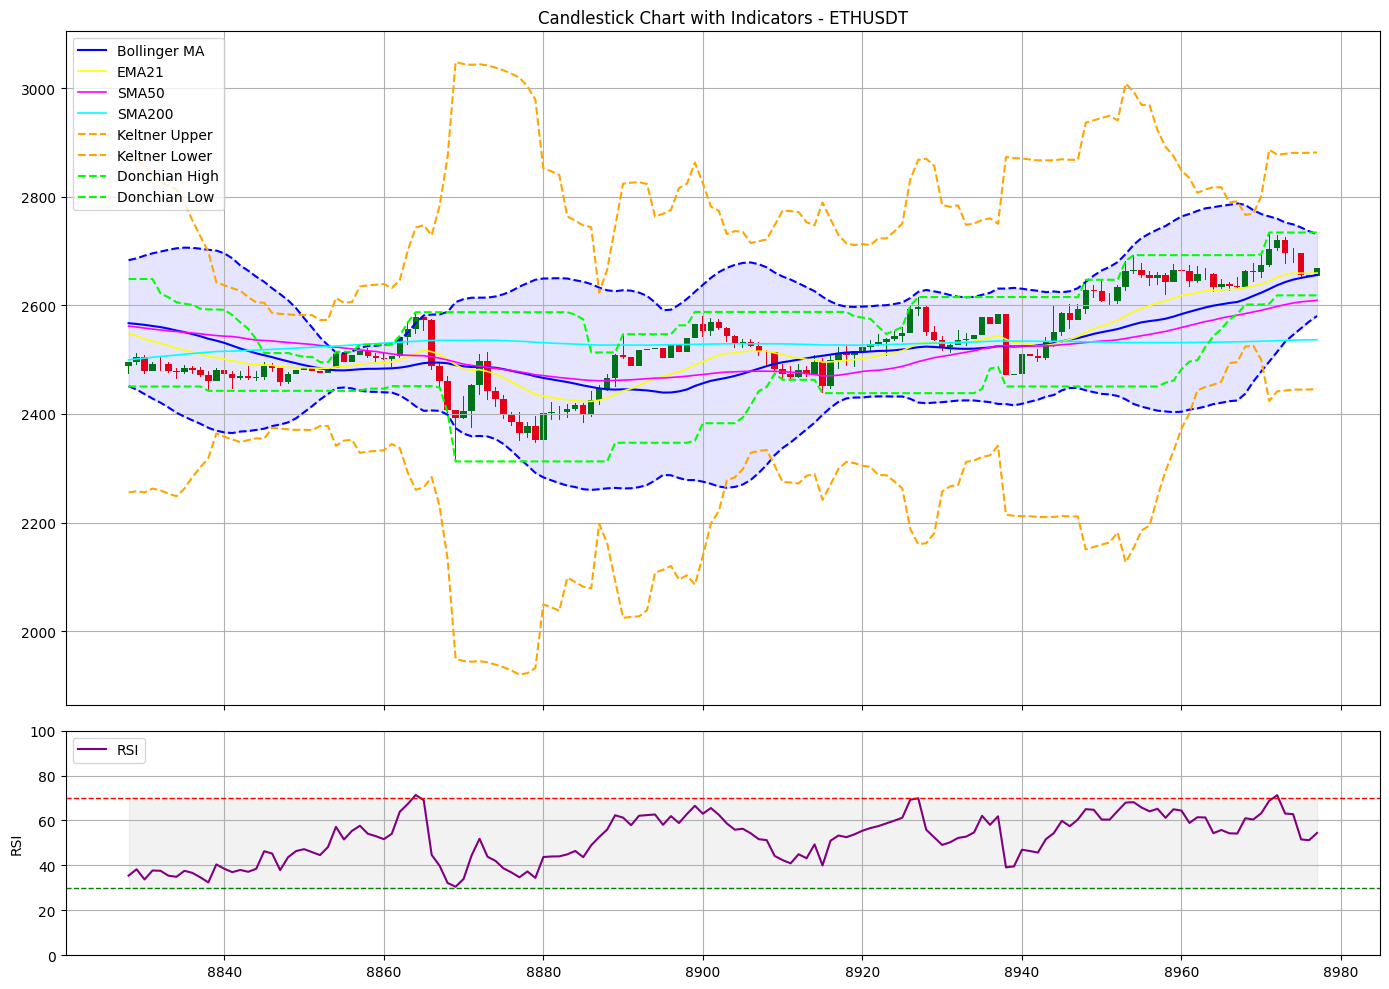 Candlestick Chart with Indicators - ETHUSDT
Bollinger MA
EMA21
SMA50
SMA200
Keltner Upper
Keltner Lower
Donchian High
Donchian Low
3000
2800
2600
2400
2200
2000
RSI
100
80
60
40
20
0
RSI
8840
8860
8880
8900
8920
8940
8960
8980